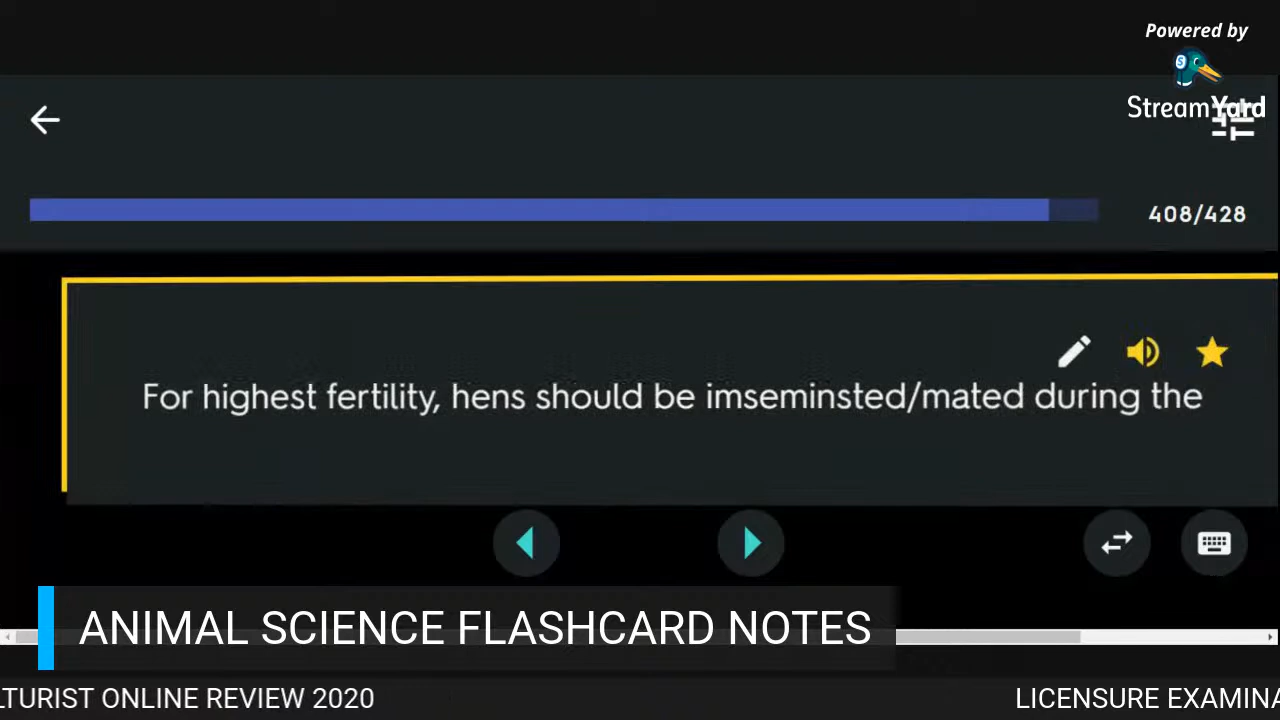 Powered by
StreamYard
408/428
For highest fertility, hens should be imseminsted/mated during the
ANIMAL SCIENCE FLASHCARD NOTES
LTURIST ONLINE REVIEW 2020
LICENSURE EXAMINA